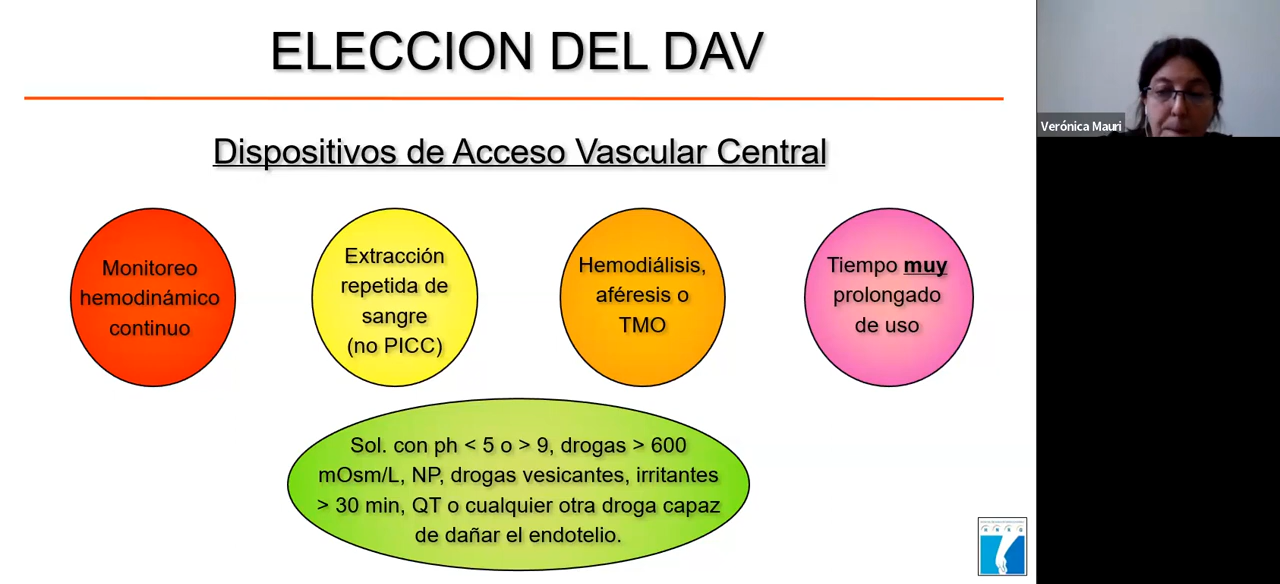 ELECCION DEL DAV
Verónica Mauri
Dispositivos de Acceso Vascular Central
Monitoreo
hemodinámico
continuo
Extracción
repetida de
sangre
(no PICC)
Hemodiálisis,
aféresis o
TMO
Tiempo muy
prolongado
de uso
Sol. con ph < 5 o > 9, drogas > 600
mOsm/L, NP, drogas vesicantes, irritantes
> 30 min, QT o cualquier otra droga capaz
de dañar el endotelio.